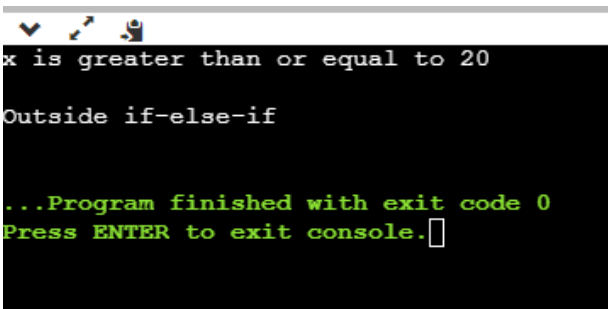 x is greater than or equal to 20
Outside if-else-if
...Program finished with exit code 0
Press ENTER to exit console.